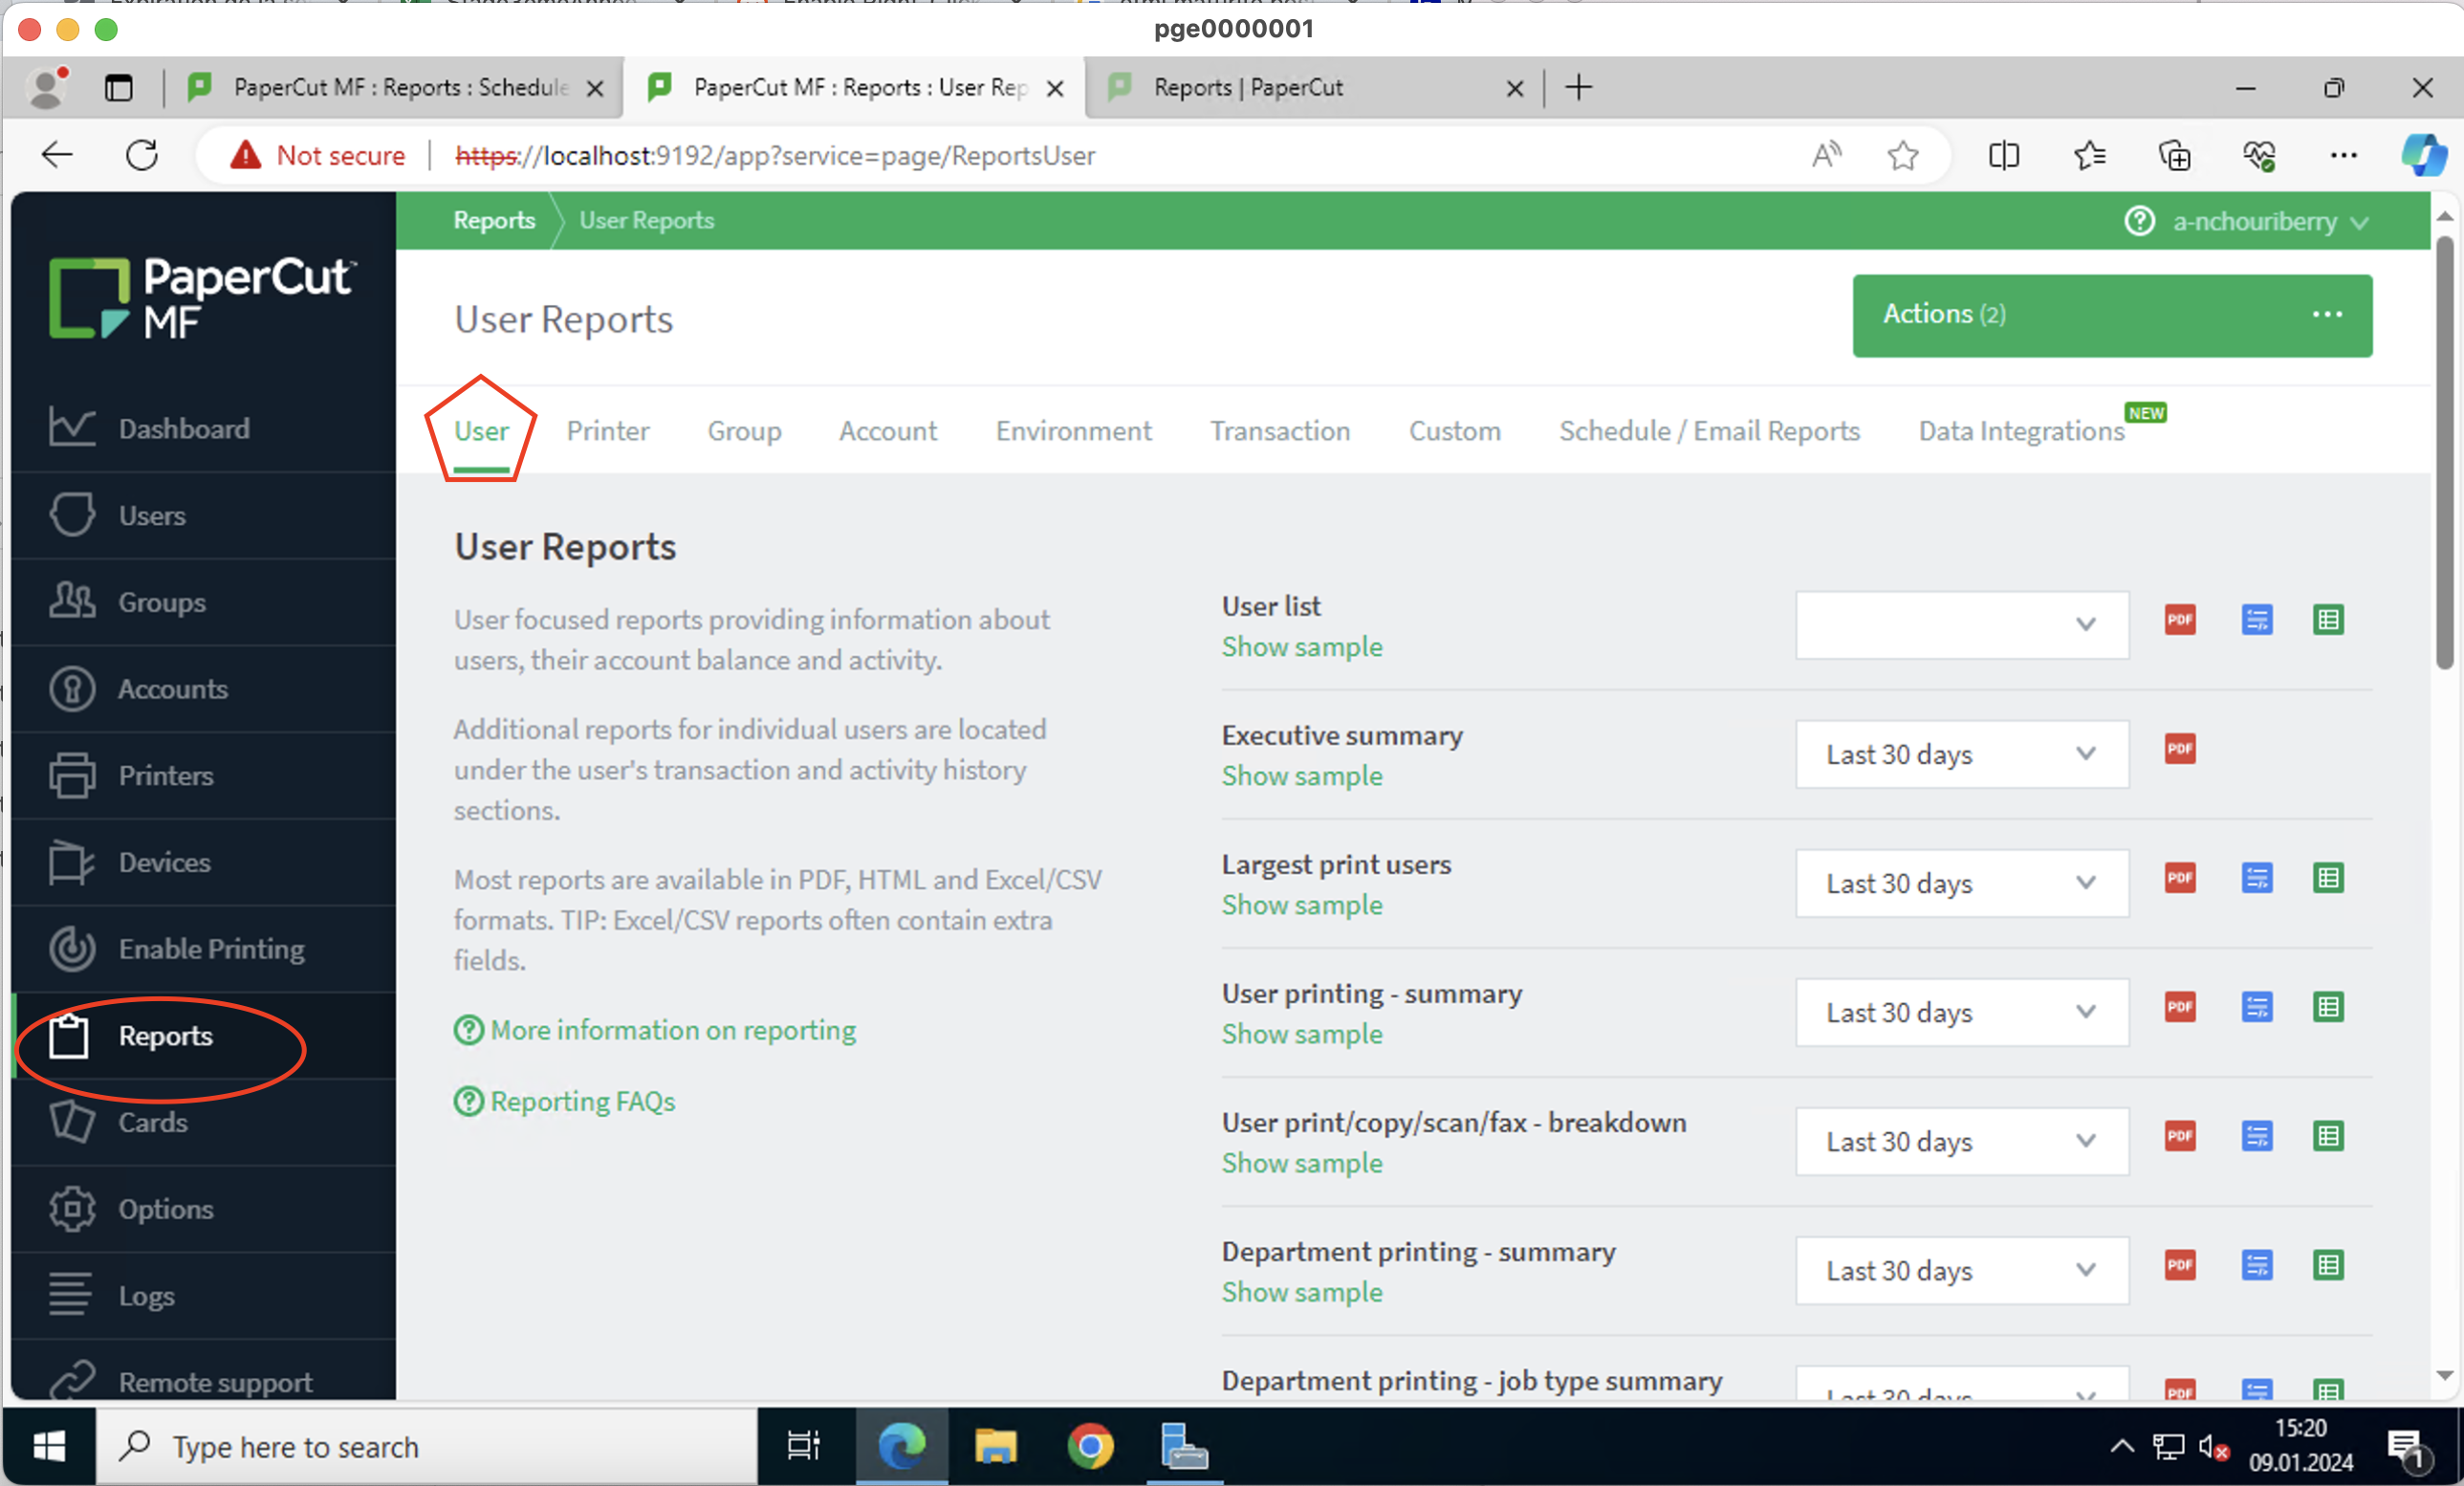 pge0000001
PaperCut MF : Reports : Schedule
PaperCut MF : Reports : User Rep
Reports | PaperCut
Not secure
https://localhost:9192/app?service=page/ReportsUser
Reports
User Reports
a-nchouriberry
PaperCut™
MF
User Reports
Actions (2)
User
Printer
Group
Account
Environment
Transaction
Custom
Schedule / Email Reports
Data Integrations
NEW
Dashboard
Users
Groups
Accounts
Printers
Devices
Enable Printing
Reports
Cards
Options
Logs
Remote support
User Reports
User focused reports providing information about
users, their account balance and activity.
Additional reports for individual users are located
under the user's transaction and activity history
sections.
Most reports are available in PDF, HTML and Excel/CSV
formats. TIP: Excel/CSV reports often contain extra
fields.
More information on reporting
Reporting FAQs
User list
Show sample
PDF
Executive summary
Show sample
Last 30 days
PDF
Largest print users
Show sample
Last 30 days
PDF
User printing - summary
Show sample
Last 30 days
PDF
User print/copy/scan/fax - breakdown
Show sample
Last 30 days
PDF
Department printing - summary
Show sample
Last 30 days
PDF
Department printing - job type summary
Last 30 days
PDF
Type here to search
15:20
09.01.2024
1